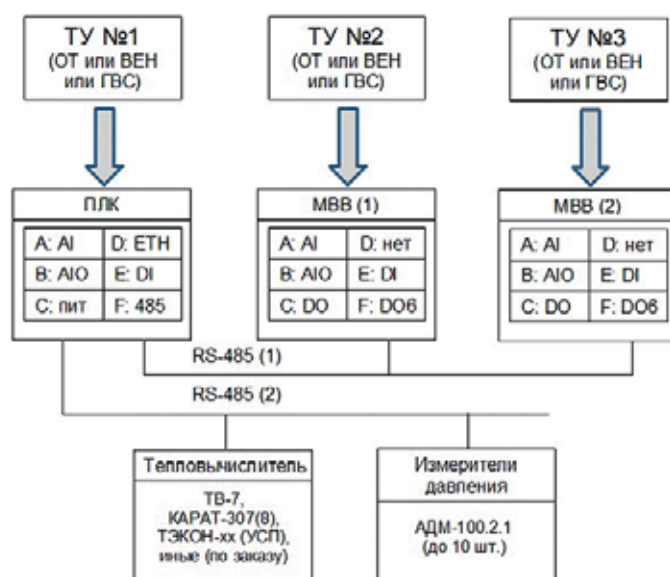 ТУ №1
(ОТ или ВЕН
или ГВС)
ТУ №2
(ОТ или ВЕН
или ГВС)
ТУ №3
(ОТ или ВЕН
или ГВС)
ПЛК
A: AI D: ETH
B: AIO E: DI
C: пит F: 485
МВВ (1)
A: AI D: нет
B: AIO E: DI
C: DO F: DO6
МВВ (2)
A: AI D: нет
B: AIO E: DI
C: DO F: DO6
RS-485 (1)
RS-485 (2)
Тепловычислитель
ТВ-7,
КАРАТ-307(8),
ТЭКОН-хх (УСП),
иные (по заказу)
Измерители
давления
АДМ-100.2.1
(до 10 шт.)